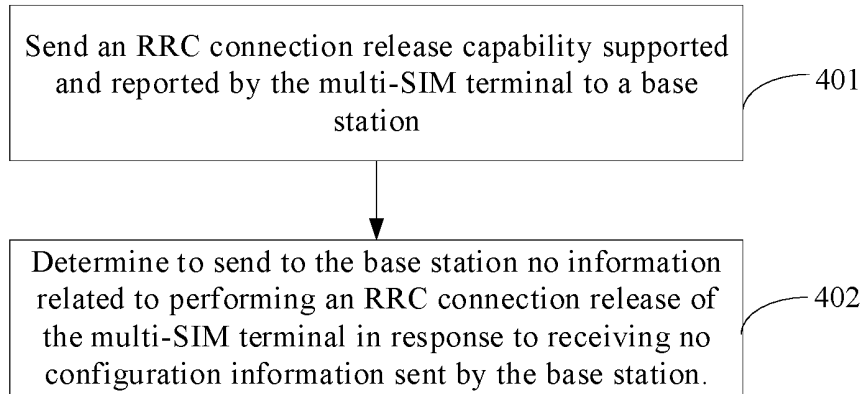 Send an RRC connection release capability supported
and reported by the multi-SIM terminal to a base
station
401
Determine to send to the base station no information
related to performing an RRC connection release of
the multi-SIM terminal in response to receiving no
configuration information sent by the base station.
402